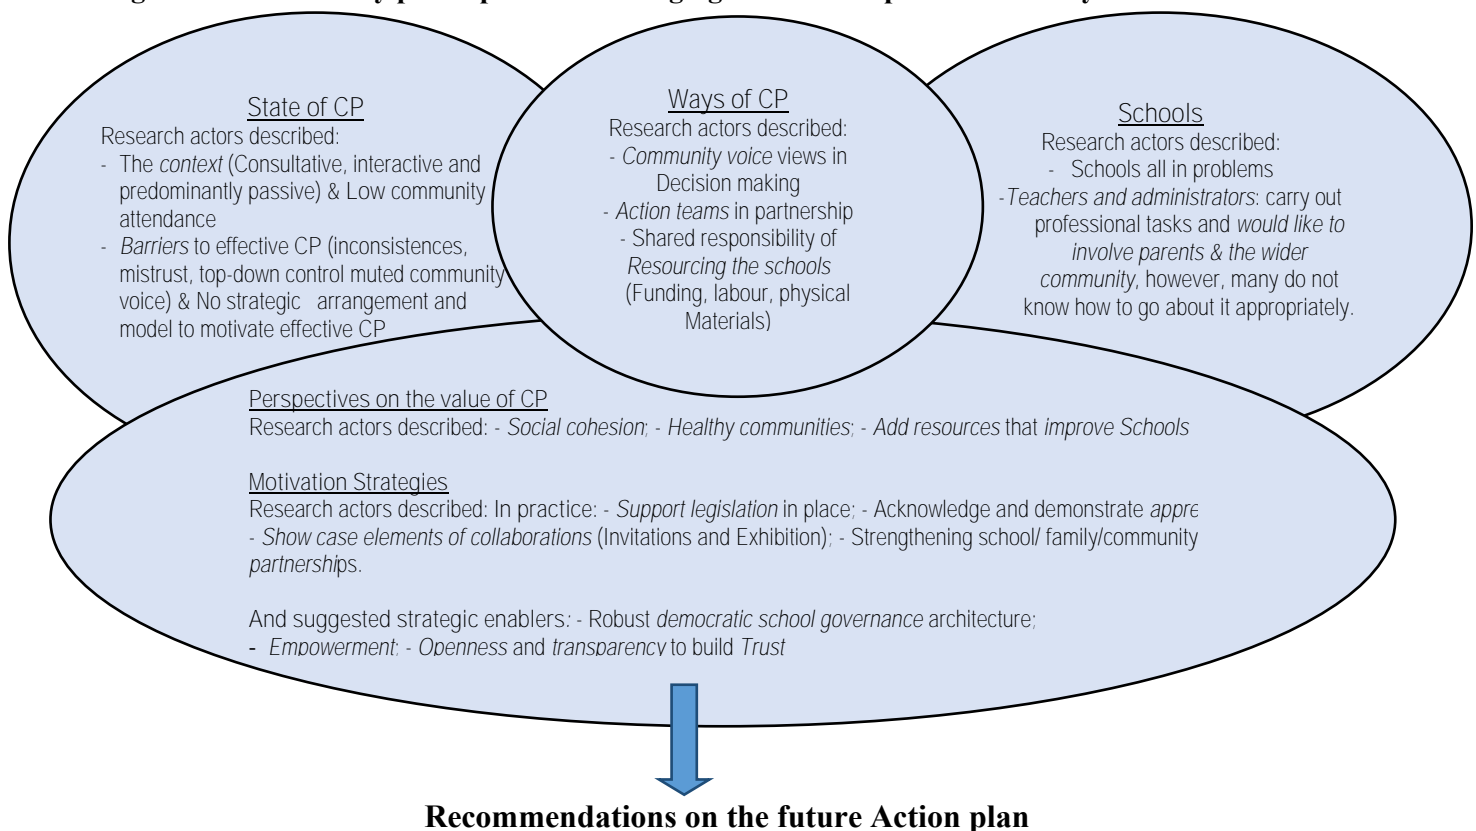 State of CP
Research actors described:
- The context (Consultative, interactive and
predominantly passive) & Low community
attendance
- Barriers to effective CP (inconsistences,
mistrust, top-down control muted community
voice) & No strategic arrangement and
model to motivate effective CP
Ways of CP
Research actors described:
- Community voice views in
Decision making
- Action teams in partnership
- Shared responsibility of
Resourcing the schools
(Funding, labour, physical
Materials)
Schools
Research actors described:
- Schools all in problems
-Teachers and administrators: carry out
professional tasks and would like to
involve parents & the wider
community, however, many do not
know how to go about it appropriately.
Perspectives on the value of CP
Research actors described: - Social cohesion; - Healthy communities; - Add resources that improve Schools
Motivation Strategies
Research actors described: In practice: - Support legislation in place; - Acknowledge and demonstrate appre
- Show case elements of collaborations (Invitations and Exhibition); - Strengthening school/ family/community
partnerships.
And suggested strategic enablers: - Robust democratic school governance architecture;
- Empowerment; - Openness and transparency to build Trust
Recommendations on the future Action plan